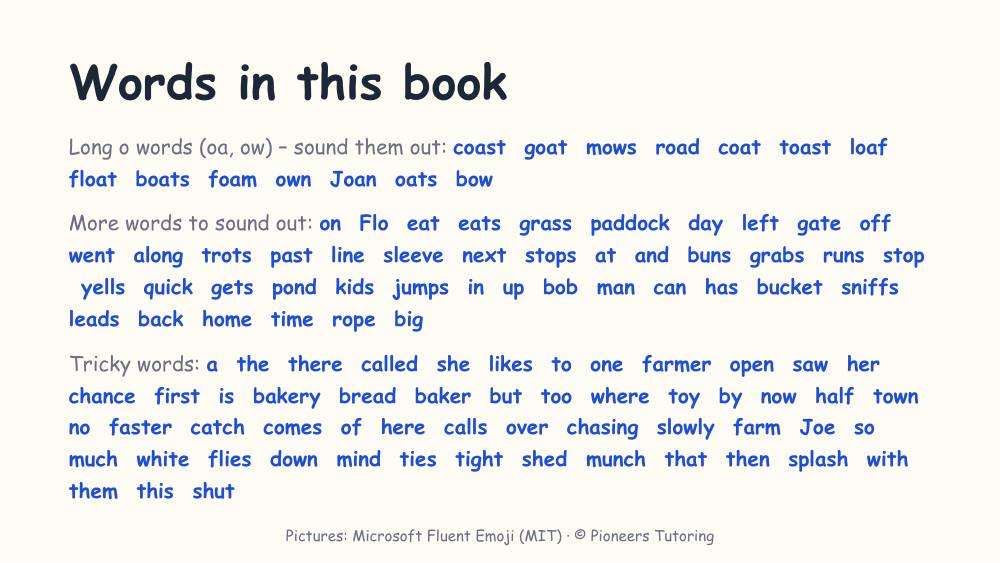 Words in this book
Long o words (oa, ow) – sound them out: coast goat mows road coat toast loaf
float boats foam own Joan oats bow
More words to sound out: on Flo eat eats grass paddock day left gate off
went along trots past line sleeve next stops at and buns grabs runs stop
yells quick gets pond kids jumps in up bob man can has bucket sniffs
leads back home time rope big
Tricky words: a the there called she likes to one farmer open saw her
chance first is bakery bread baker but too where toy by now half town
no faster catch comes of here calls over chasing slowly farm Joe so
much white flies down mind ties tight shed munch that then splash with
them this shut
Pictures: Microsoft Fluent Emoji (MIT) · © Pioneers Tutoring